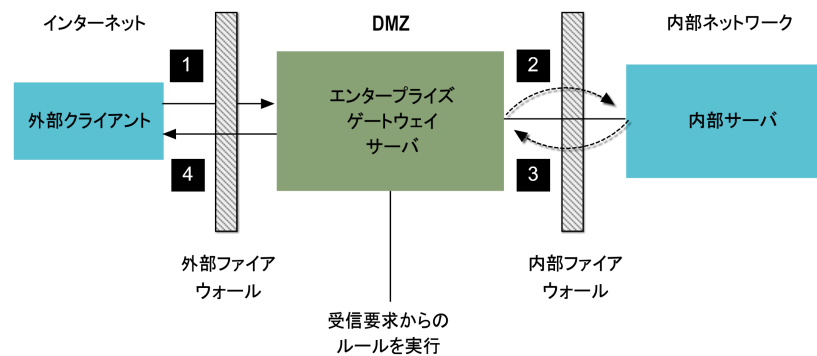 インターネット
DMZ
内部ネットワーク
1
2
外部クライアント
エンタープライズ
ゲートウェイ
サーバ
内部サーバ
4
3
外部ファイア
ウォール
内部ファイア
ウォール
受信要求からの
ルールを実行